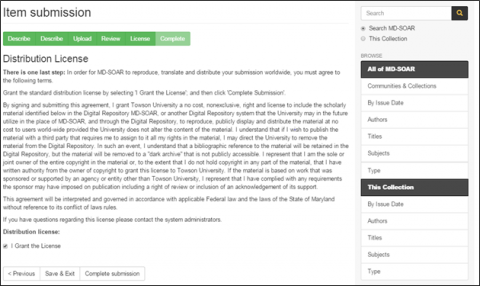 Item submission
Describe
Describe
Upload
Review
License
Complete
Distribution License
There is one last step: In order for MD-SOAR to reproduce, translate and distribute your submission worldwide, you must agree to
the following terms.
Grant the standard distribution license by selecting 'I Grant the License', and then click 'Complete Submission'.
By signing and submitting this agreement, I grant Towson University a no cost, nonexclusive, right and license to include the scholarly
material identified below in the Digital Repository MD-SOAR, or another Digital Repository system that the University may in the future
utilize in the place of MD-SOAR, and through the Digital Repository, to reproduce, publicly display and distribute the material at no
cost to users world-wide provided the University does not alter the content of the material. I understand that if I wish to publish the
material with a third party that requires me to assign to it all my rights in the material, I may direct the University to remove the
material from the Digital Repository. In such an event, I understand that a bibliographic reference to the material will be retained in the
Digital Repository, but the material will be removed to a "dark archive" that is not publicly accessible. I represent that I am the sole or
joint owner of the entire copyright in the material or, to the extent that I do not hold copyright in any part of the material, that I have
written authority from the owner of copyright to grant this license to Towson University. If the material is based on work that was
sponsored or supported by an agency or entity other than Towson University, I represent that I have complied with any requirements
the sponsor may have imposed on publication including a right of review or inclusion of an acknowledgement of its support.
This agreement will be interpreted and governed in accordance with applicable Federal law and the laws of the State of Maryland
without reference to its conflict of laws rules.
If you have questions regarding this license please contact the system administrators.
Distribution license:
I Grant the License
< Previous
Save & Exit
Complete submission
Search
Search MD-SOAR
This Collection
BROWSE
All of MD-SOAR
Communities & Collections
By Issue Date
Authors
Titles
Subjects
Type
This Collection
By Issue Date
Authors
Titles
Subjects
Type